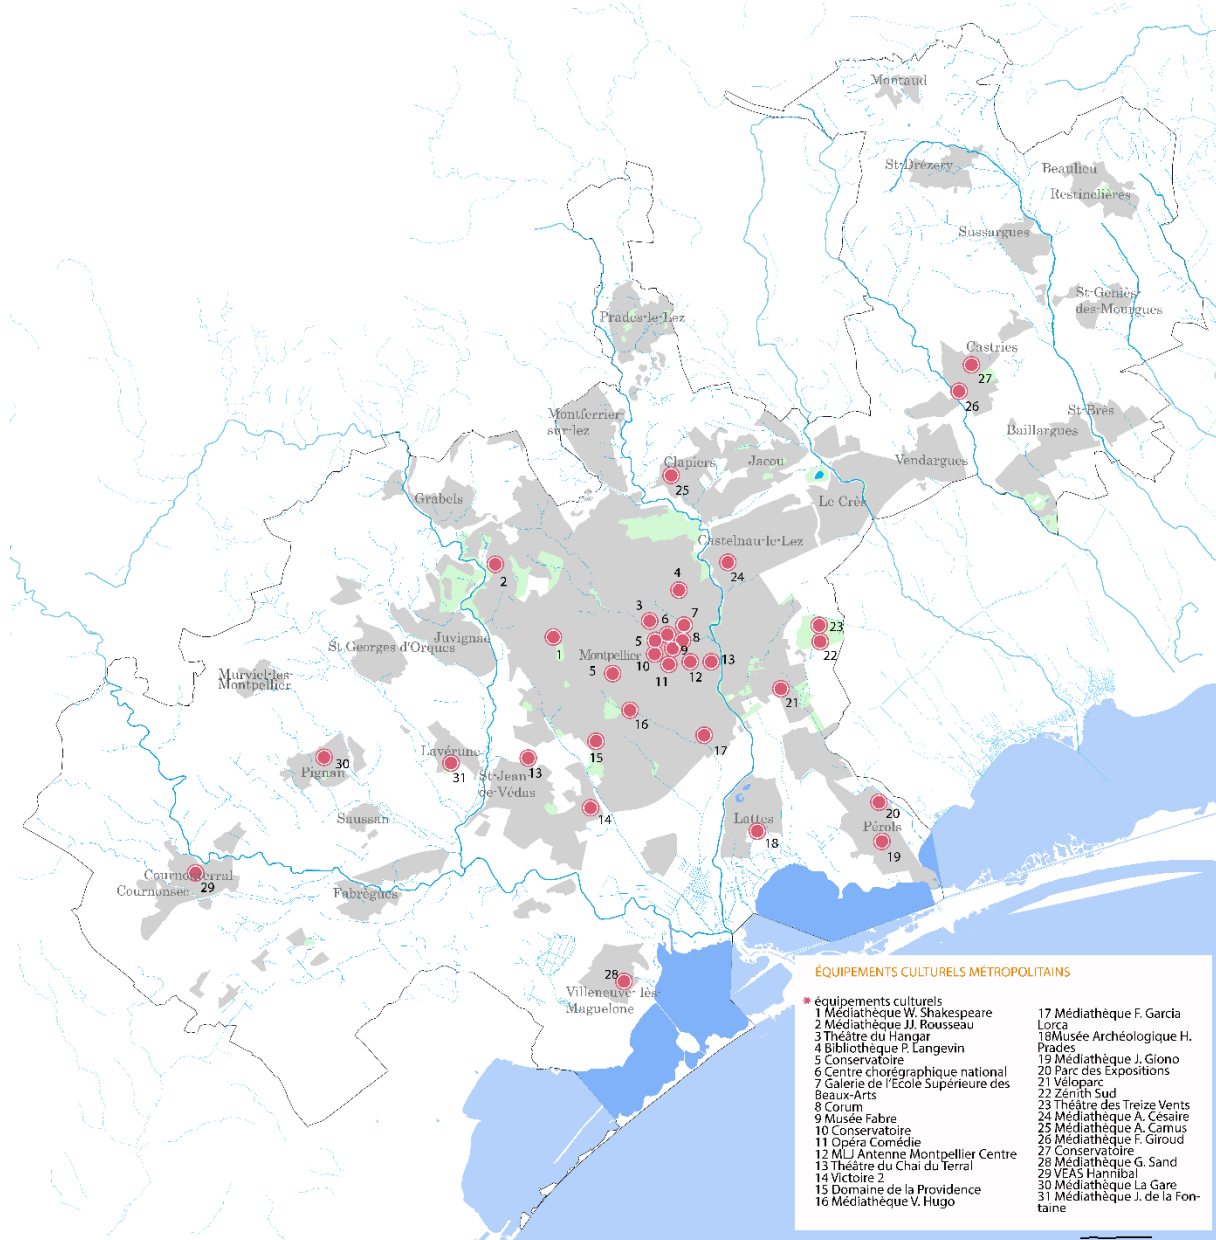 Montaud
St-Drézery
Beaulieu
Restinclières
Sussargues
St-Geniès-
des-Mourgues
Prades-le-Lez
Castries
27
26
Montferrier-
sur-lez
St-Brès
Baillargues
Clapiers
Jacou
Vendargues
25
Grabels
Le Crès
Castelnau-le-Lez
2
24
4
3
7
6
23
5
8
Juvignac
St Georges d'Orques
1
9
22
Montpellier
10
12
13
11
5
Murviel-les-
Montpellier
21
16
17
15
Lavérune
30
Pignan
31
St-Jean-
de-Védas
13
20
14
Lattes
18
Pérols
19
Saussan
Cournonterral
29
Cournonsec
Fabrègues
28
Villeneuve-lès-
Maguelone
ÉQUIPEMENTS CULTURELS MÉTROPOLITAINS
équipements culturels
1 Médiathèque W. Shakespeare
2 Médiathèque JJ. Rousseau
3 Théâtre du Hangar
4 Bibliothèque P. Langevin
5 Conservatoire
6 Centre chorégraphique national
7 Galerie de l'Ecole Supérieure des
Beaux-Arts
8 Corum
9 Musée Fabre
10 Conservatoire
11 Opéra Comédie
12 MLJ Antenne Montpellier Centre
13 Théâtre du Chai du Terral
14 Victoire 2
15 Domaine de la Providence
16 Médiathèque V. Hugo
17 Médiathèque F. Garcia
Lorca
18Musée Archéologique H.
Prades
19 Médiathèque J. Giono
20 Parc des Expositions
21 Véloparc
22 Zénith Sud
23 Théâtre des Treize Vents
24 Médiathèque A. Césaire
25 Médiathèque A. Camus
26 Médiathèque F. Giroud
27 Conservatoire
28 Médiathèque G. Sand
29 VEAS Hannibal
30 Médiathèque La Gare
31 Médiathèque J. de la Fon-
taine